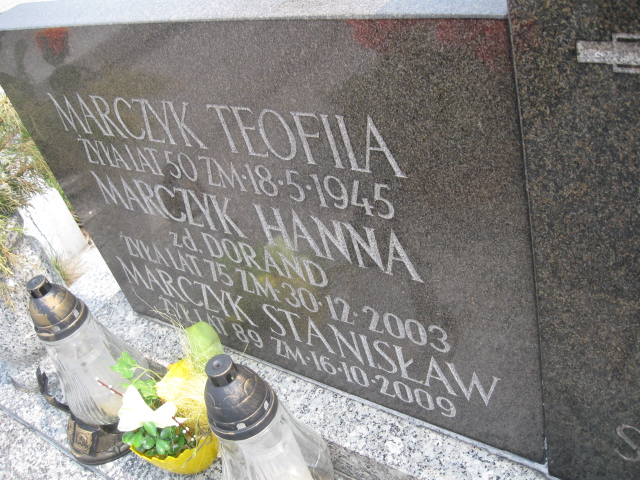 MARCZYK TEOFILA
ŻYŁA LAT 50 ZM·18·5·1945
MARCZYK HANNA
zd DORAND
ŻYŁA LAT 75 ZM·30·12·2003
MARCZYK STANISŁAW
ŻYŁ LAT 89 ZM·16·10·2009